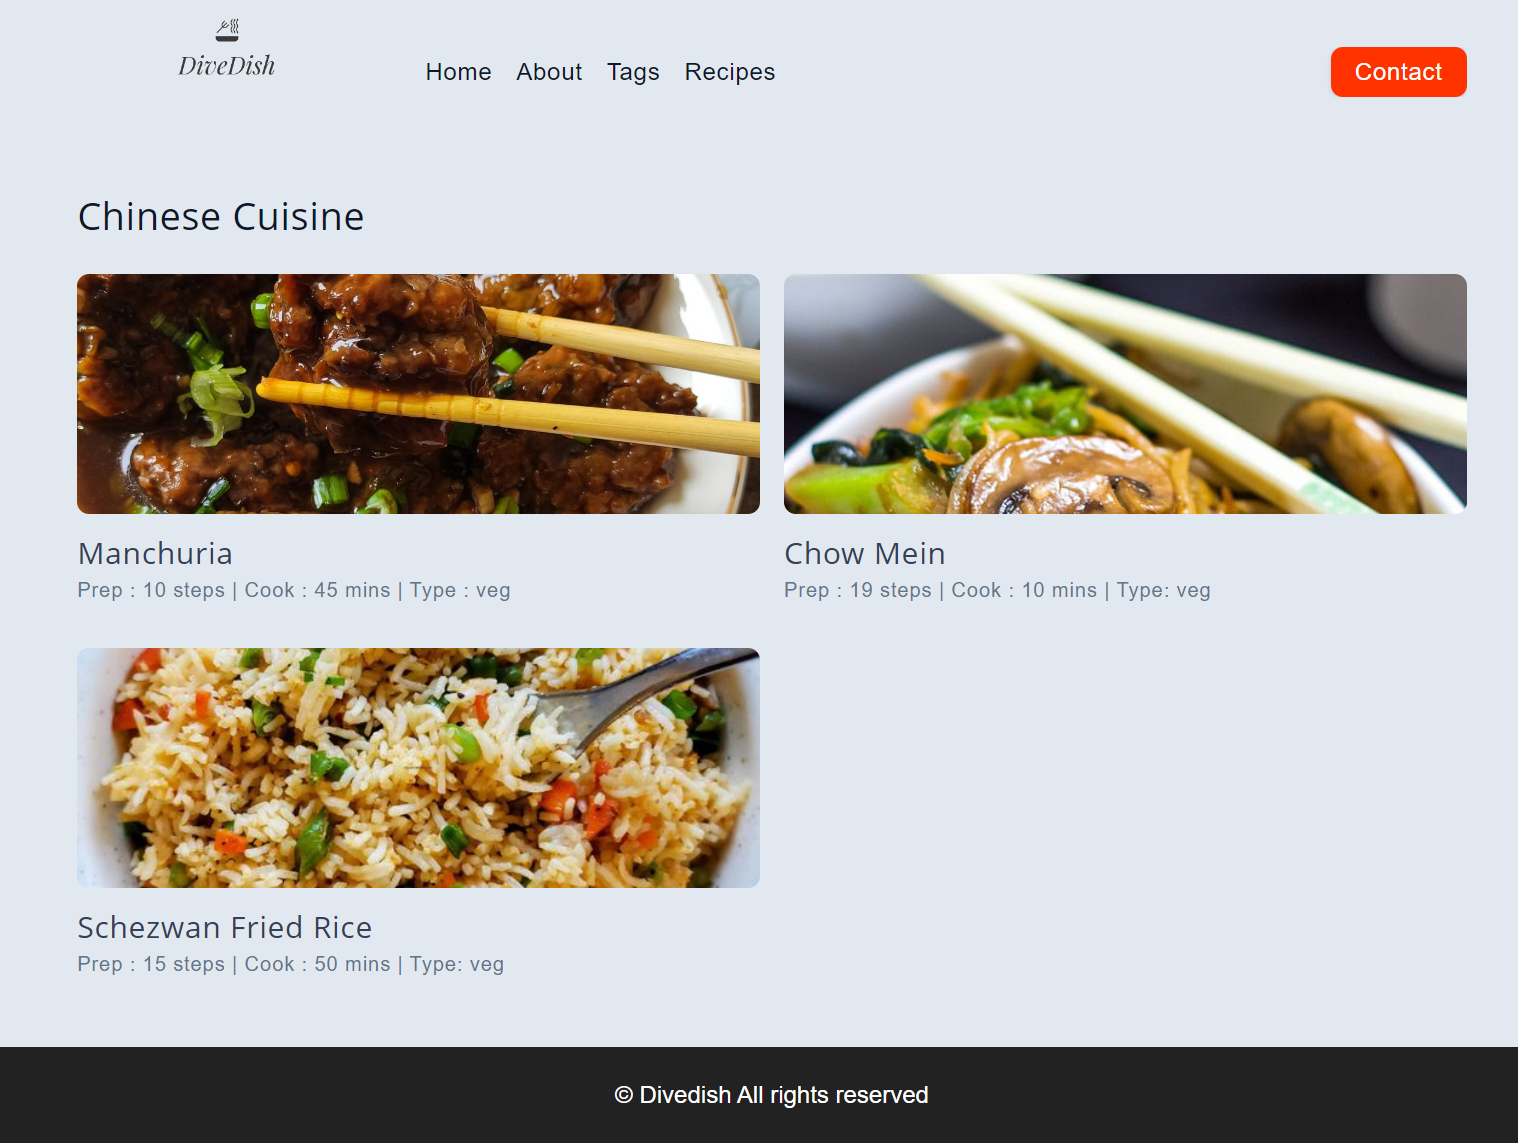 DiveDish
Home About Tags Recipes
Contact
Chinese Cuisine
Manchuria
Prep : 10 steps | Cook : 45 mins | Type : veg
Chow Mein
Prep : 19 steps | Cook : 10 mins | Type: veg
Schezwan Fried Rice
Prep : 15 steps | Cook : 50 mins | Type: veg
© Divedish All rights reserved